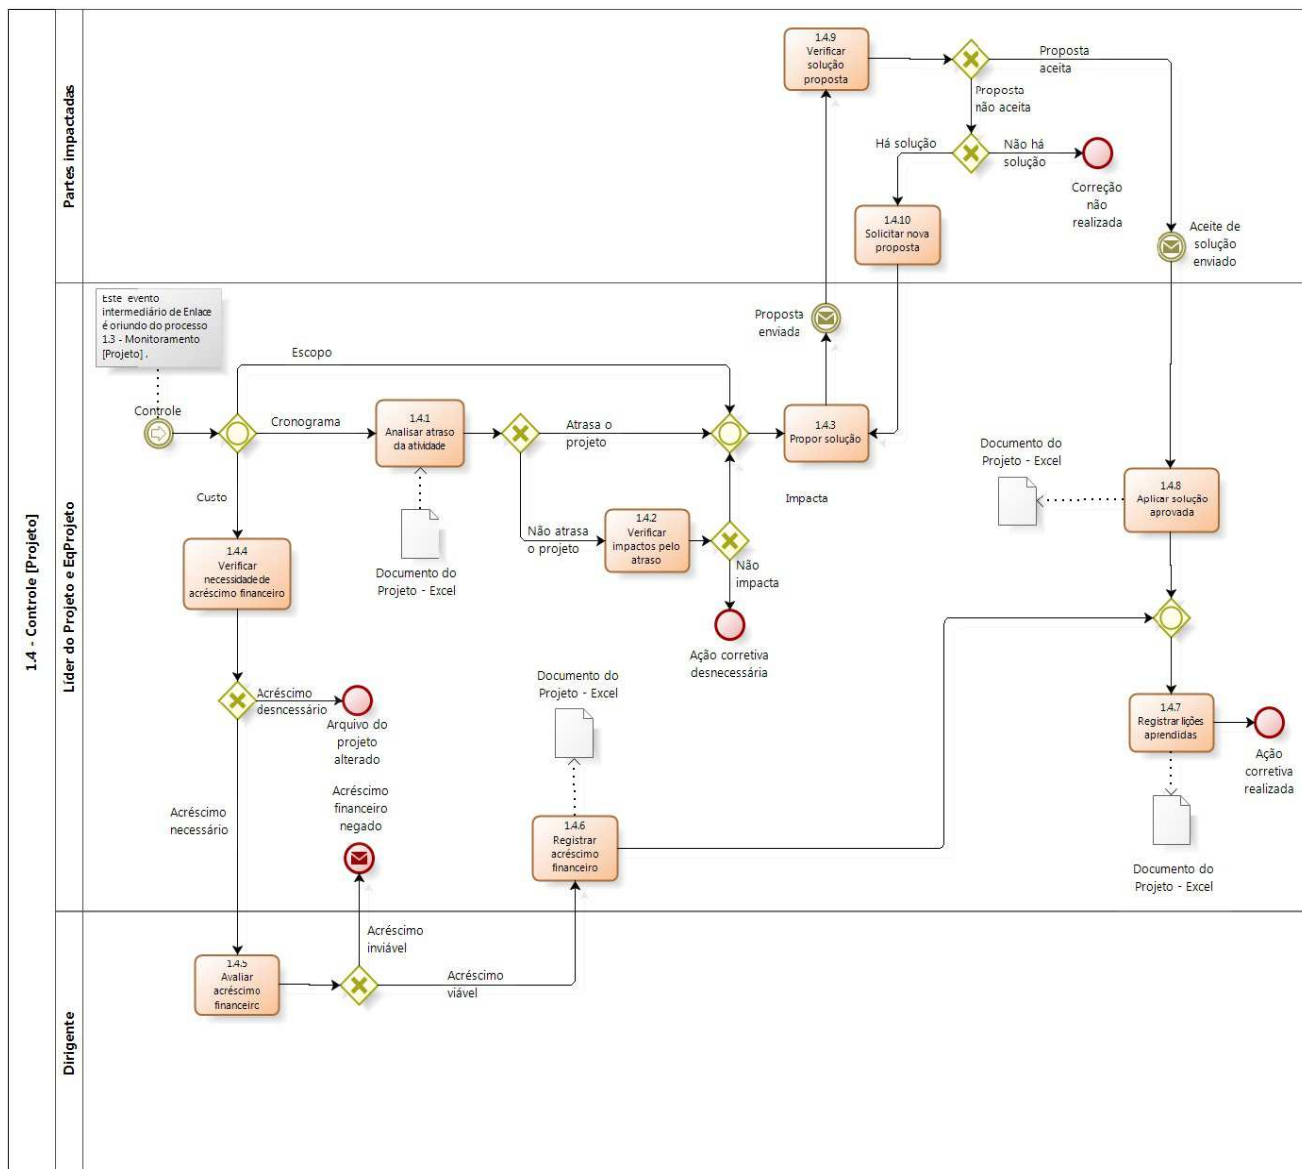 1.4 - Controle [Projeto]
Partes impactadas
1.4.9
Verificar
solução
proposta
Proposta
aceita
Proposta
não aceita
Há solução
Não há
solução
Correção
não
realizada
1.4.10
Solicitar nova
proposta
Aceite de
solução
enviado
Líder do Projeto e EqProjeto
Este evento
intermediário de Enlace
é oriundo do processo
1.3 - Monitoramento
[Projeto] .
Proposta
enviada
Escopo
Controle
Cronograma
1.4.1
Analisar atraso
da atividade
Atrasa o
projeto
1.4.3
Propor solução
Documento do
Projeto - Excel
1.4.8
Aplicar solução
aprovada
Custo
Impacta
Não atrasa
o projeto
1.4.2
Verificar
impactos pelo
atraso
Não
impacta
1.4.4
Verificar
necessidade de
acréscimo financeiro
Documento do
Projeto - Excel
Ação corretiva
desnecessária
Documento do
Projeto - Excel
Acréscimo
desncessário
Arquivo do
projeto
alterado
1.4.7
Registrar lições
aprendidas
Ação
corretiva
realizada
Acréscimo
financeiro
negado
Acréscimo
necessário
1.4.6
Registrar
acréscimo
financeiro
Documento do
Projeto - Excel
Dirigente
Acréscimo
inviável
1.4.5
Avaliar
acréscimo
financeiro
Acréscimo
viável